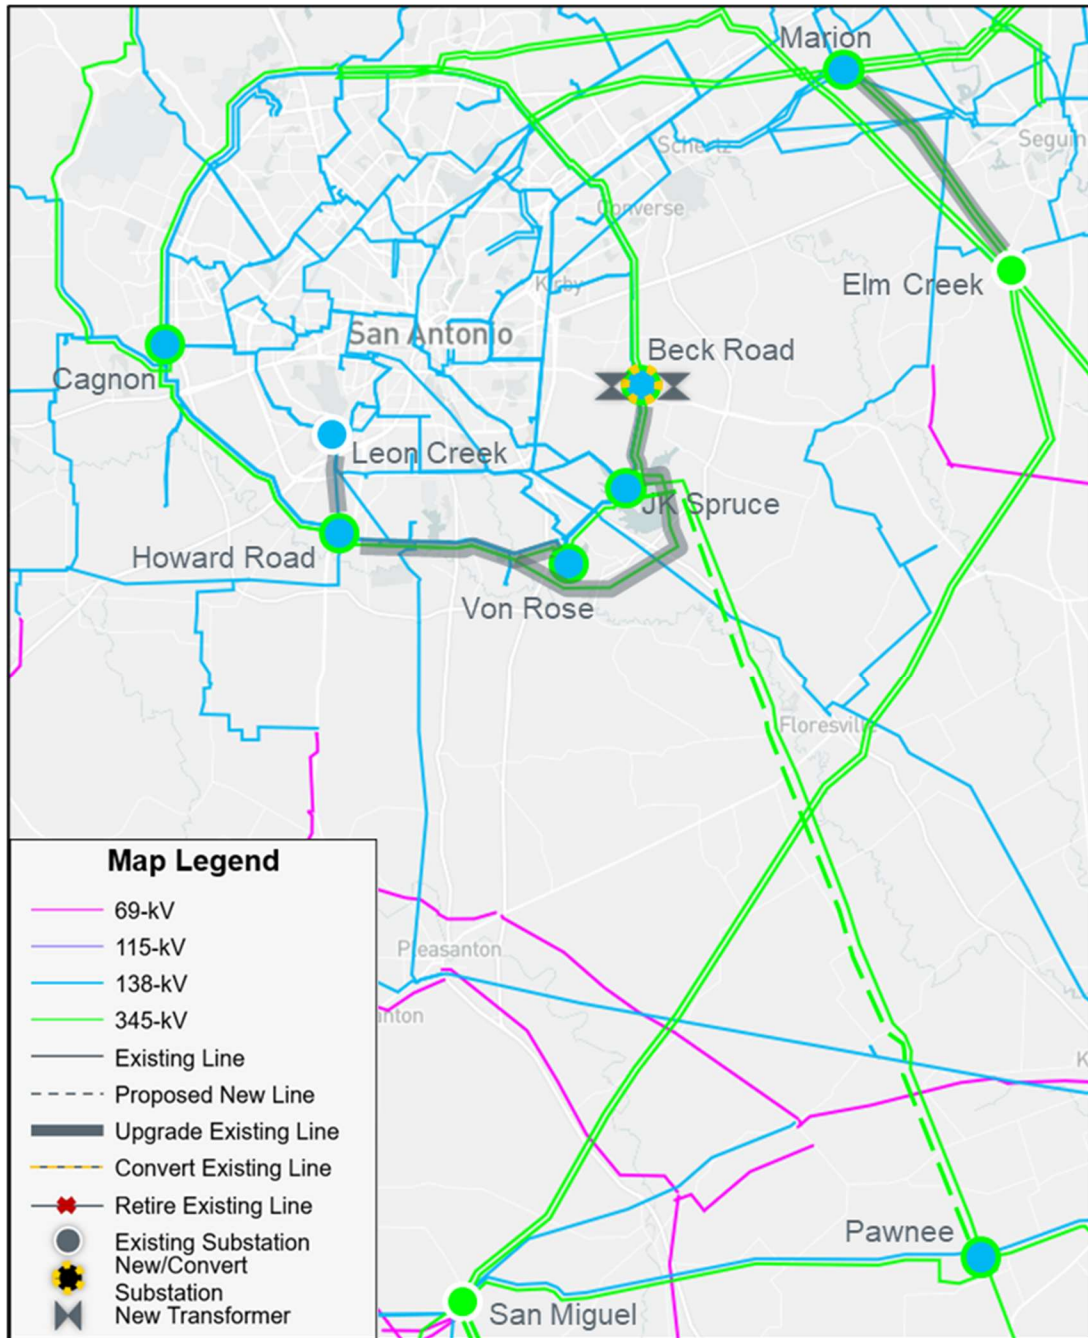 Marion
Schertz
Seguin
Converse
Elm Creek
Kirby
San Antonio
Beck Road
Cagnon
Leon Creek
JK Spruce
Howard Road
Von Rose
Floresville
Map Legend
69-kV
115-kV
138-kV
345-kV
Existing Line
Proposed New Line
Upgrade Existing Line
Convert Existing Line
Retire Existing Line
Existing Substation
New/Convert
Substation
New Transformer
Pleasanton
anton
K
Pawnee
San Miguel